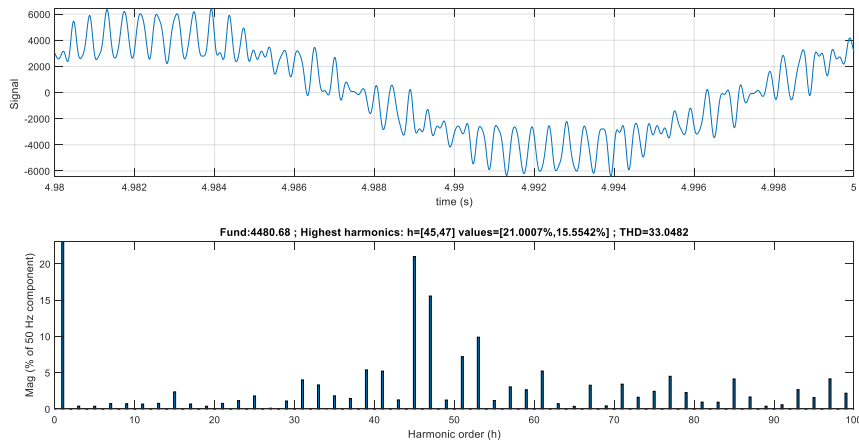 6000
4000
2000
0
-2000
-4000
-6000
Signal
4.98 4.982 4.984 4.986 4.988 4.99 4.992 4.994 4.996 4.998 5
time (s)
Fund:4480.68 ; Highest harmonics: h=[45,47] values=[21.0007%,15.5542%] ; THD=33.0482
20
15
10
5
0
Mag (% of 50 Hz component)
0 10 20 30 40 50 60 70 80 90 100
Harmonic order (h)